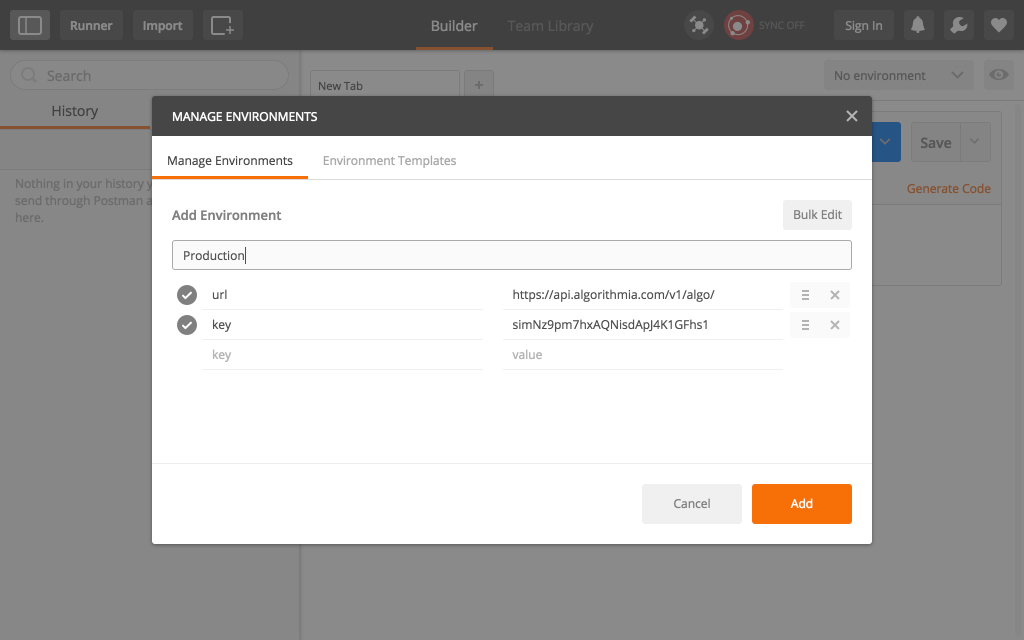 Runner Import Builder Team Library SYNC OFF Sign In
Search New Tab + No environment
History
MANAGE ENVIRONMENTS
Save
Manage Environments Environment Templates
Nothing in your history y
send through Postman a
here.
Generate Code
Add Environment Bulk Edit
Production
url https://api.algorithmia.com/v1/algo/
key simNz9pm7hxAQNisdApJ4K1GFhs1
key value
Cancel Add